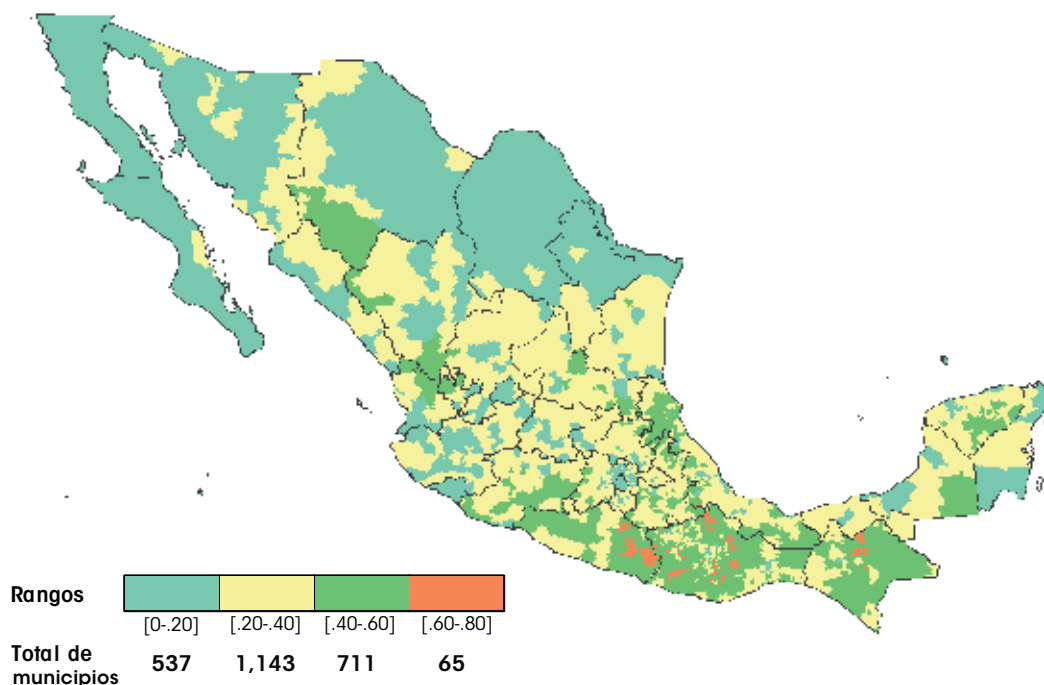 Rangos
[0-.20] [.20-.40] [.40-.60] [.60-.80]
Total de
municipios 537 1,143 711 65